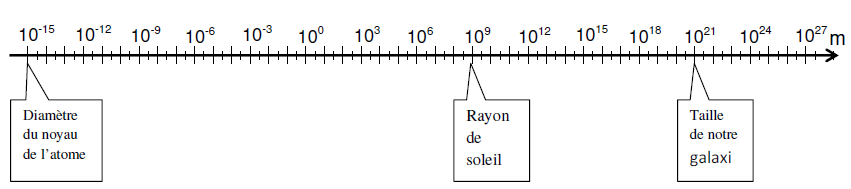 10⁻¹⁵ 10⁻¹² 10⁻⁹ 10⁻⁶ 10⁻³ 10⁰ 10³ 10⁶ 10⁹ 10¹² 10¹⁵ 10¹⁸ 10²¹ 10²⁴ 10²⁷ m
Diamètre
du noyau
de l’atome
Rayon
de
soleil
Taille
de notre
galaxi